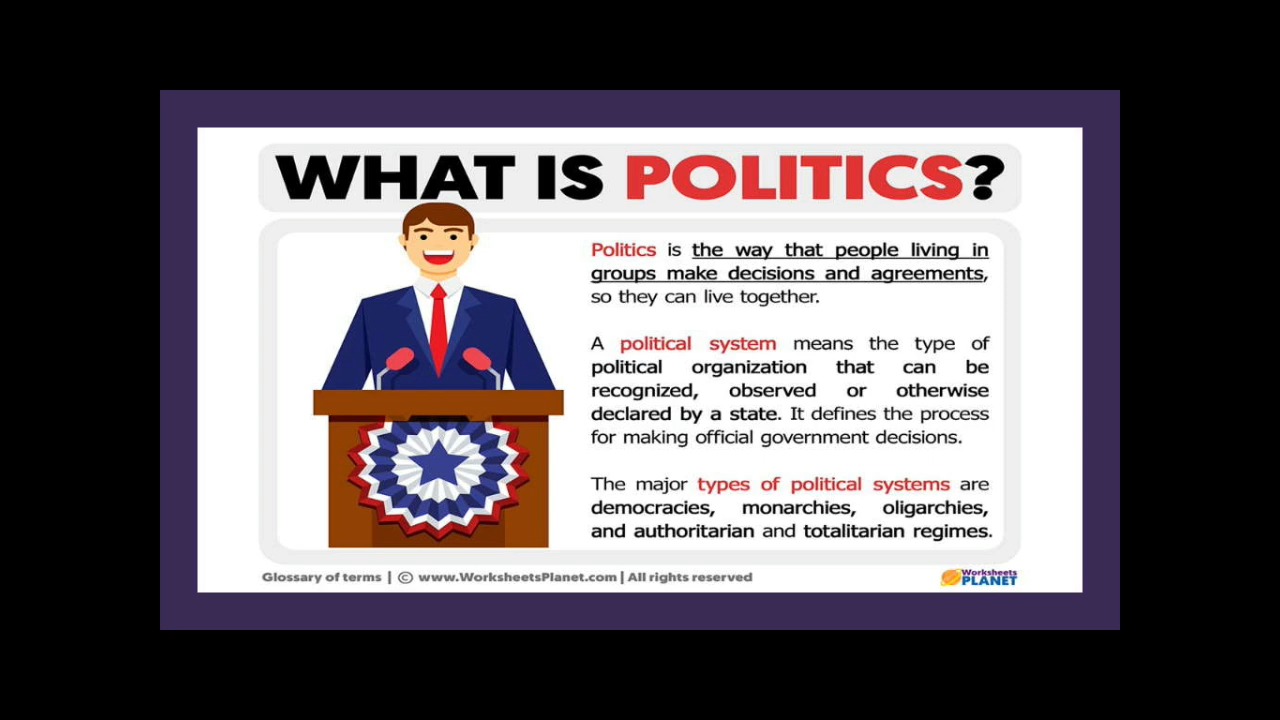 WHAT IS POLITICS?
Politics is the way that people living in
groups make decisions and agreements,
so they can live together.
A political system means the type of
political organization that can be
recognized, observed or otherwise
declared by a state. It defines the process
for making official government decisions.
The major types of political systems are
democracies, monarchies, oligarchies,
and authoritarian and totalitarian regimes.
Glossary of terms | © www.WorksheetsPlanet.com | All rights reserved
Worksheets
PLANET